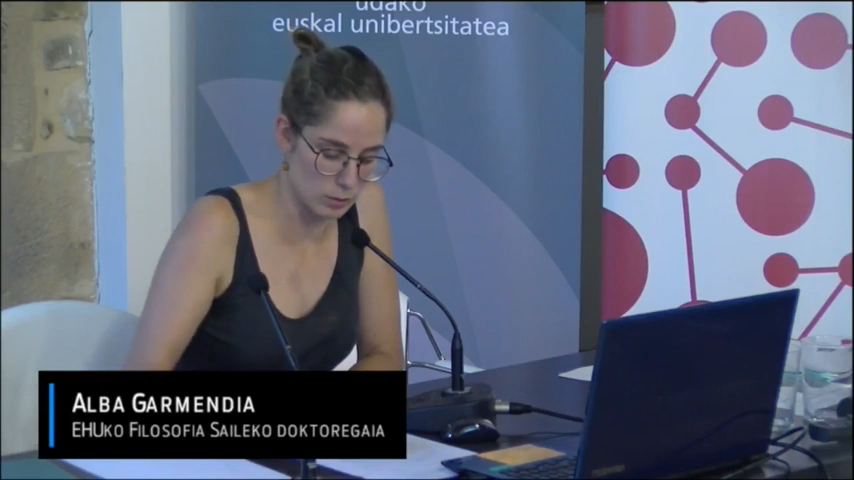 udako
euskal unibertsitatea
ALBA GARMENDIA
EHUKO FILOSOFIA SAILEKO DOKTOREGAIA